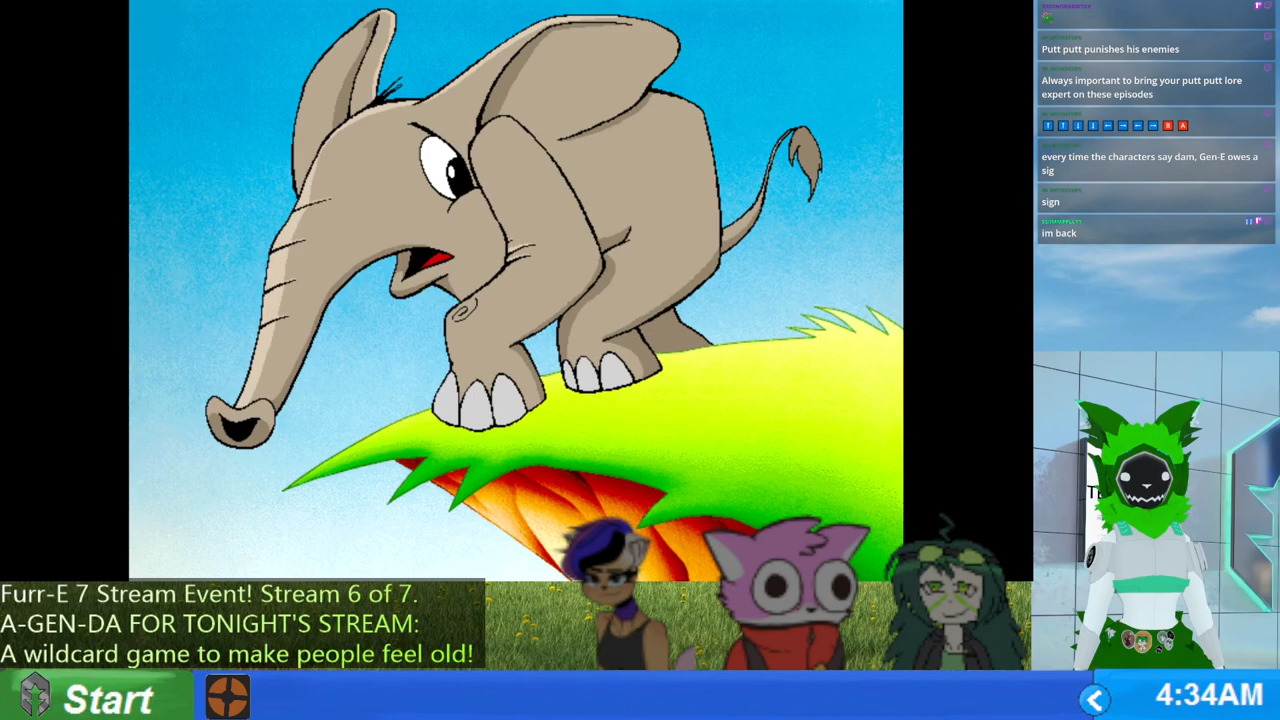 Putt putt punishes his enemies
Always important to bring your putt putt lore
expert on these episodes
B A
every time the characters say dam, Gen-E owes a
sig
sign
im back
Furr-E 7 Stream Event! Stream 6 of 7.
A-GEN-DA FOR TONIGHT'S STREAM:
A wildcard game to make people feel old!
Start
4:34AM